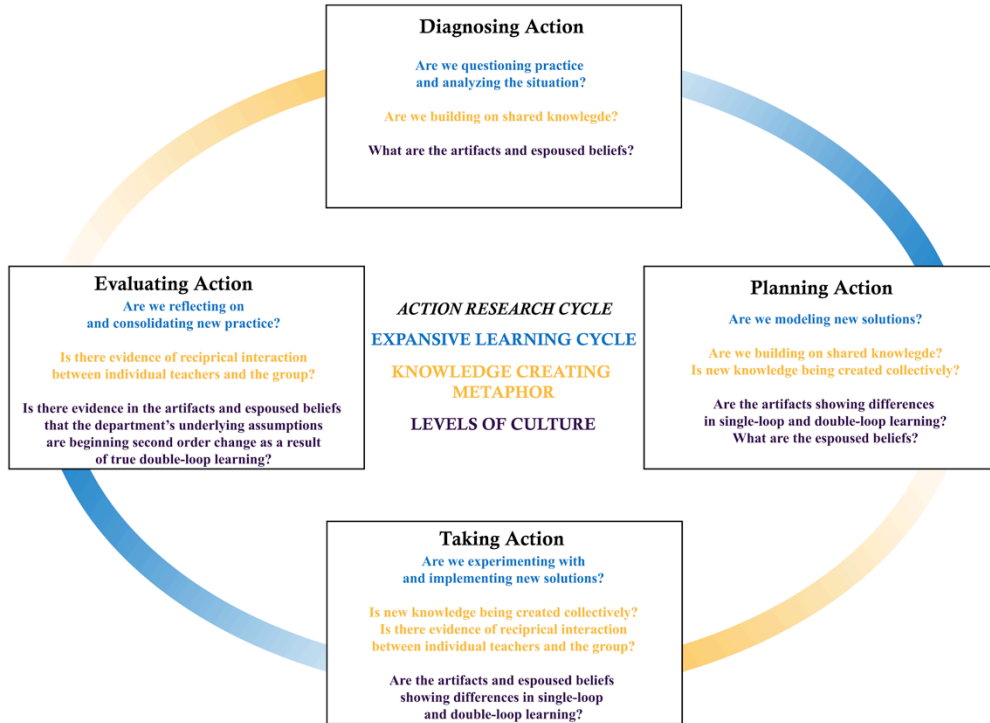 Diagnosing Action
Are we questioning practice
and analyzing the situation?
Are we building on shared knowlegde?
What are the artifacts and espoused beliefs?
Evaluating Action
Are we reflecting on
and consolidating new practice?
Is there evidence of reciprical interaction
between individual teachers and the group?
Is there evidence in the artifacts and espoused beliefs
that the department's underlying assumptions
are beginning second order change as a result
of true double-loop learning?
ACTION RESEARCH CYCLE
EXPANSIVE LEARNING CYCLE
KNOWLEDGE CREATING
METAPHOR
LEVELS OF CULTURE
Planning Action
Are we modeling new solutions?
Are we building on shared knowlegde?
Is new knowledge being created collectively?
Are the artifacts showing differences
in single-loop and double-loop learning?
What are the espoused beliefs?
Taking Action
Are we experimenting with
and implementing new solutions?
Is new knowledge being created collectively?
Is there evidence of reciprical interaction
between individual teachers and the group?
Are the artifacts and espoused beliefs
showing differences in single-loop
and double-loop learning?